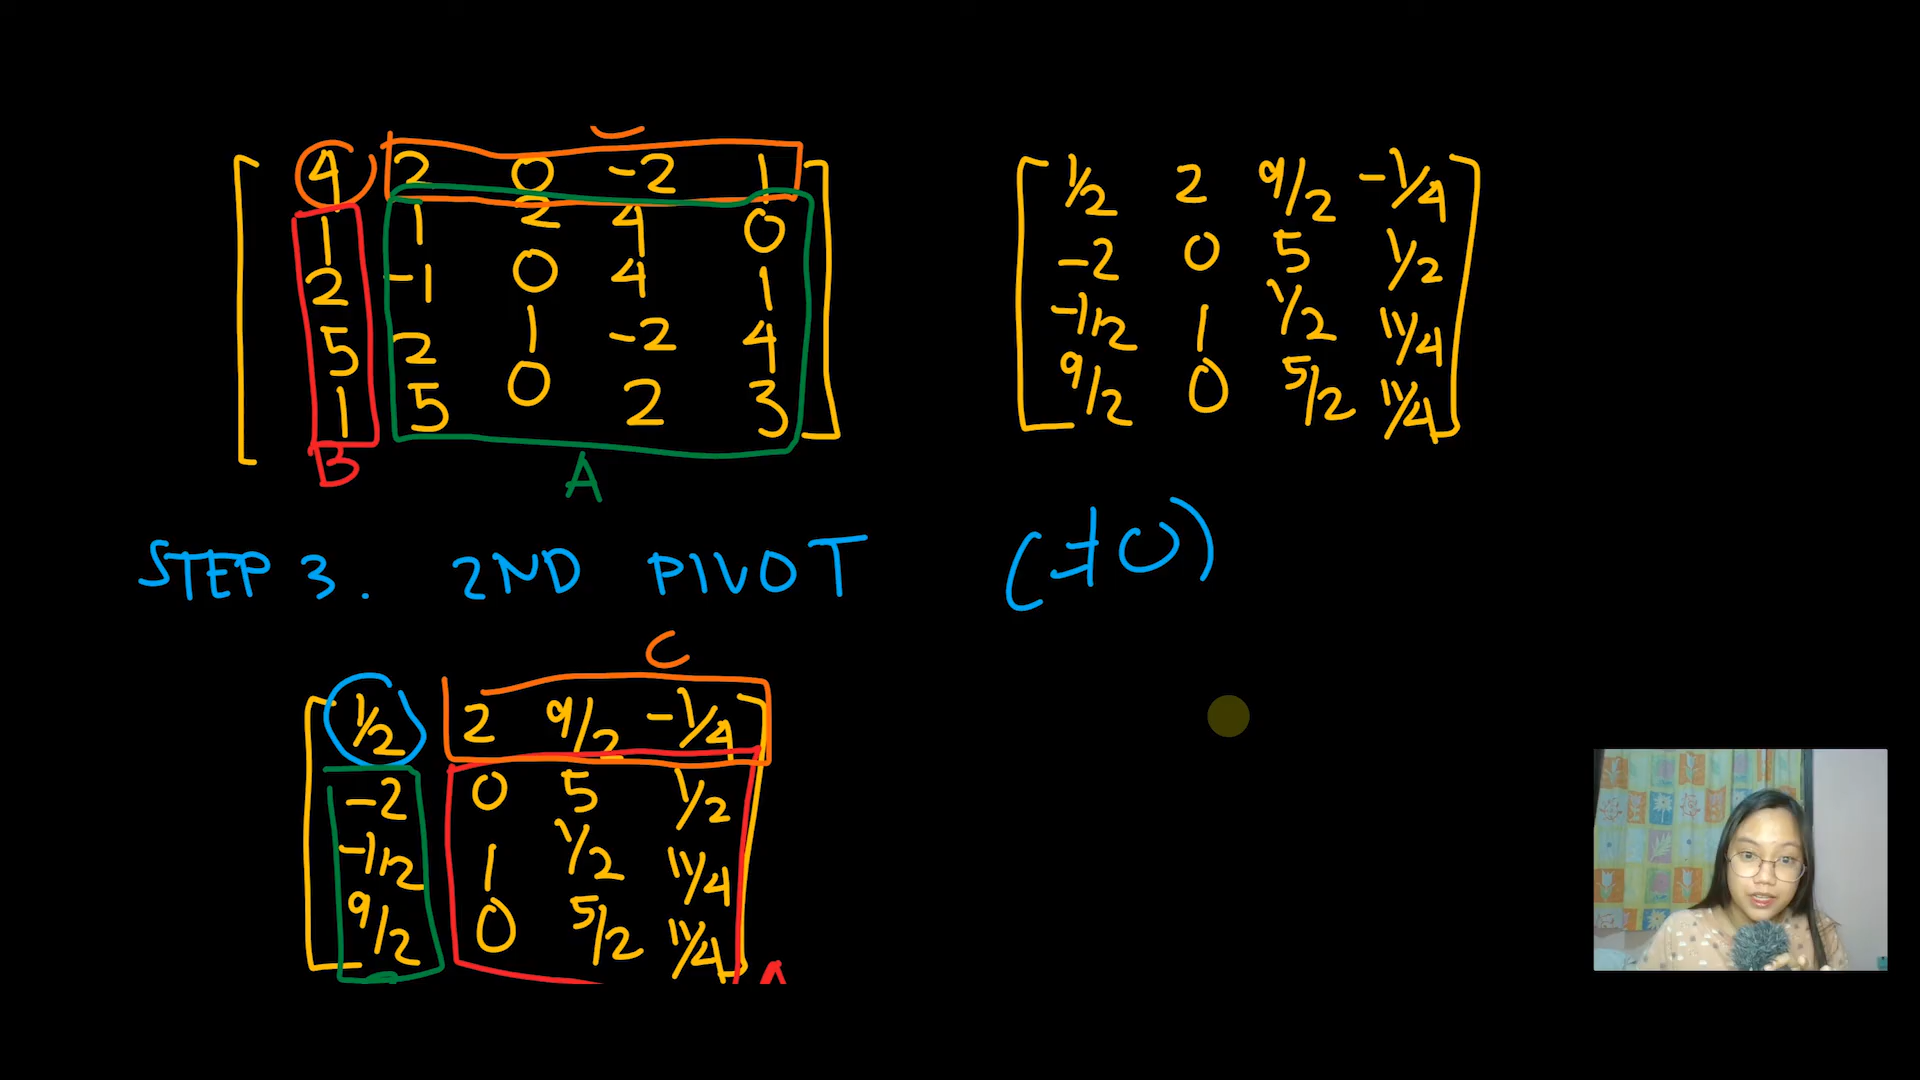 C
4 2 0 -2 1
1 1 2 4 0
2 -1 0 4 1
5 2 1 -2 4
1 5 0 2 3
B A
1/2 2 9/2 -1/4
-2 0 5 1/2
-1/2 1 1/2 11/4
9/2 0 5/2 11/4
STEP 3. 2ND PIVOT (≠0)
C
1/2 2 9/2 -1/4
-2 0 5 1/2
-1/2 1 1/2 11/4
9/2 0 5/2 11/4
A